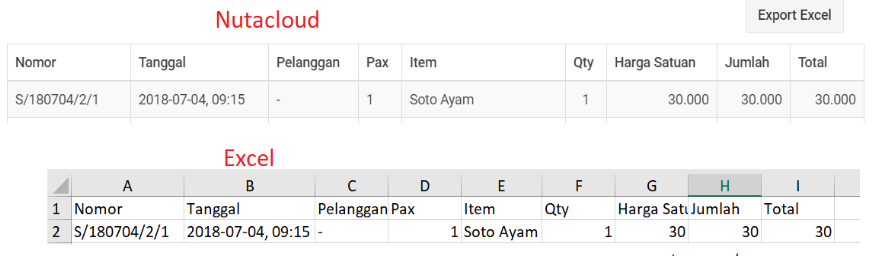 Nutacloud
Export Excel
Nomor Tanggal Pelanggan Pax Item Qty Harga Satuan Jumlah Total
S/180704/2/1 2018-07-04, 09:15 - 1 Soto Ayam 1 30.000 30.000 30.000
Excel
A B C D E F G H I
1 Nomor Tanggal Pelanggan Pax Item Qty Harga Satu Jumlah Total
2 S/180704/2/1 2018-07-04, 09:15 - 1 Soto Ayam 1 30 30 30